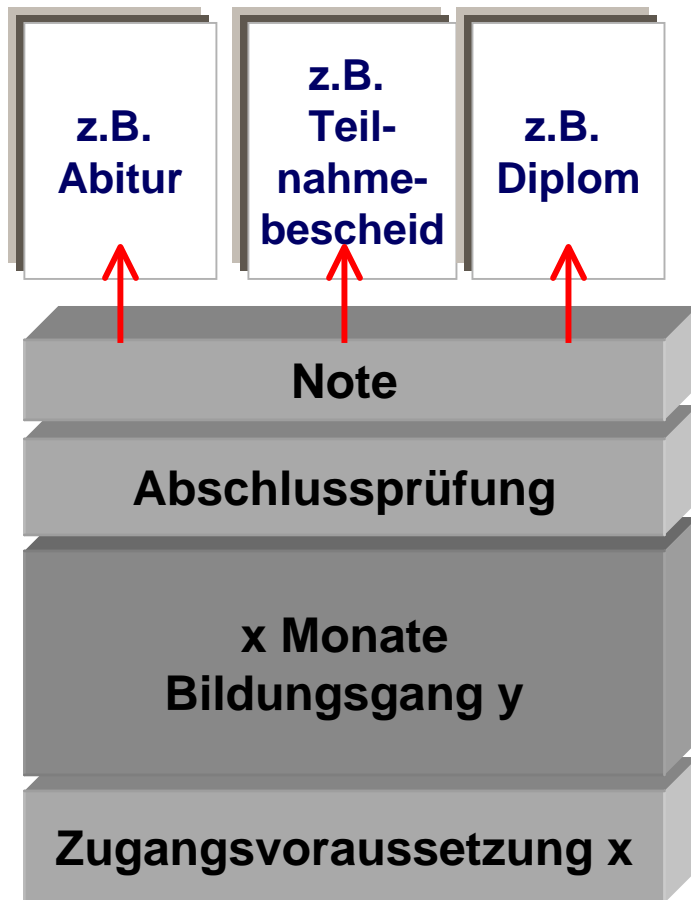 z.B.
Abitur
z.B.
Teil-
nahme-
bescheid
z.B.
Diplom
Note
Abschlussprüfung
x Monate
Bildungsgang y
Zugangsvoraussetzung x